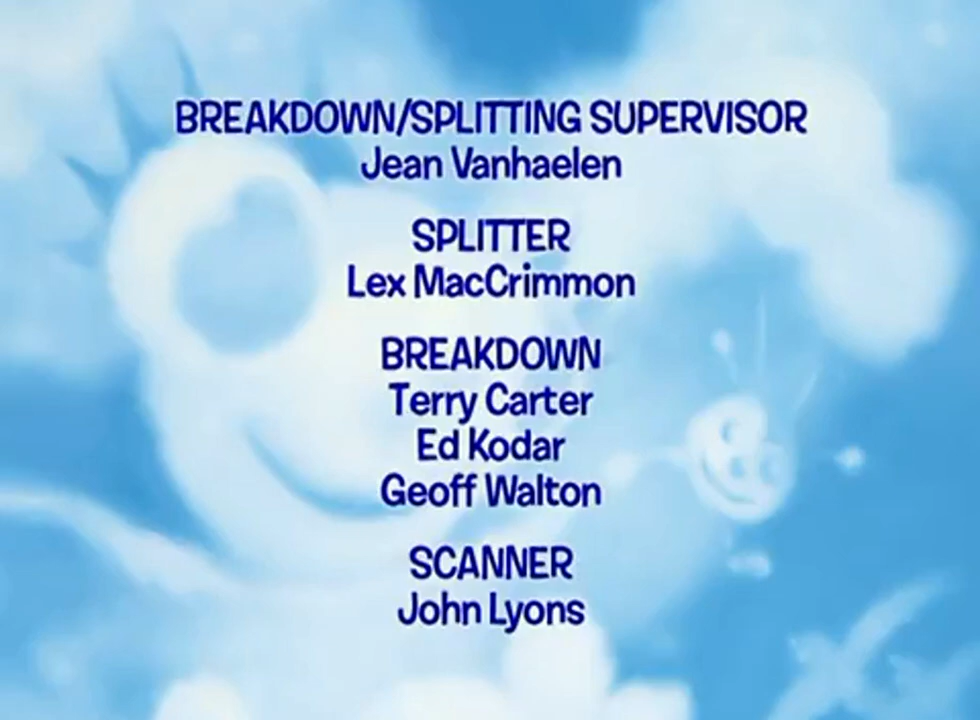 BREAKDOWN/SPLITTING SUPERVISOR
Jean Vanhaelen
SPLITTER
Lex MacCrimmon
BREAKDOWN
Terry Carter
Ed Kodar
Geoff Walton
SCANNER
John Lyons